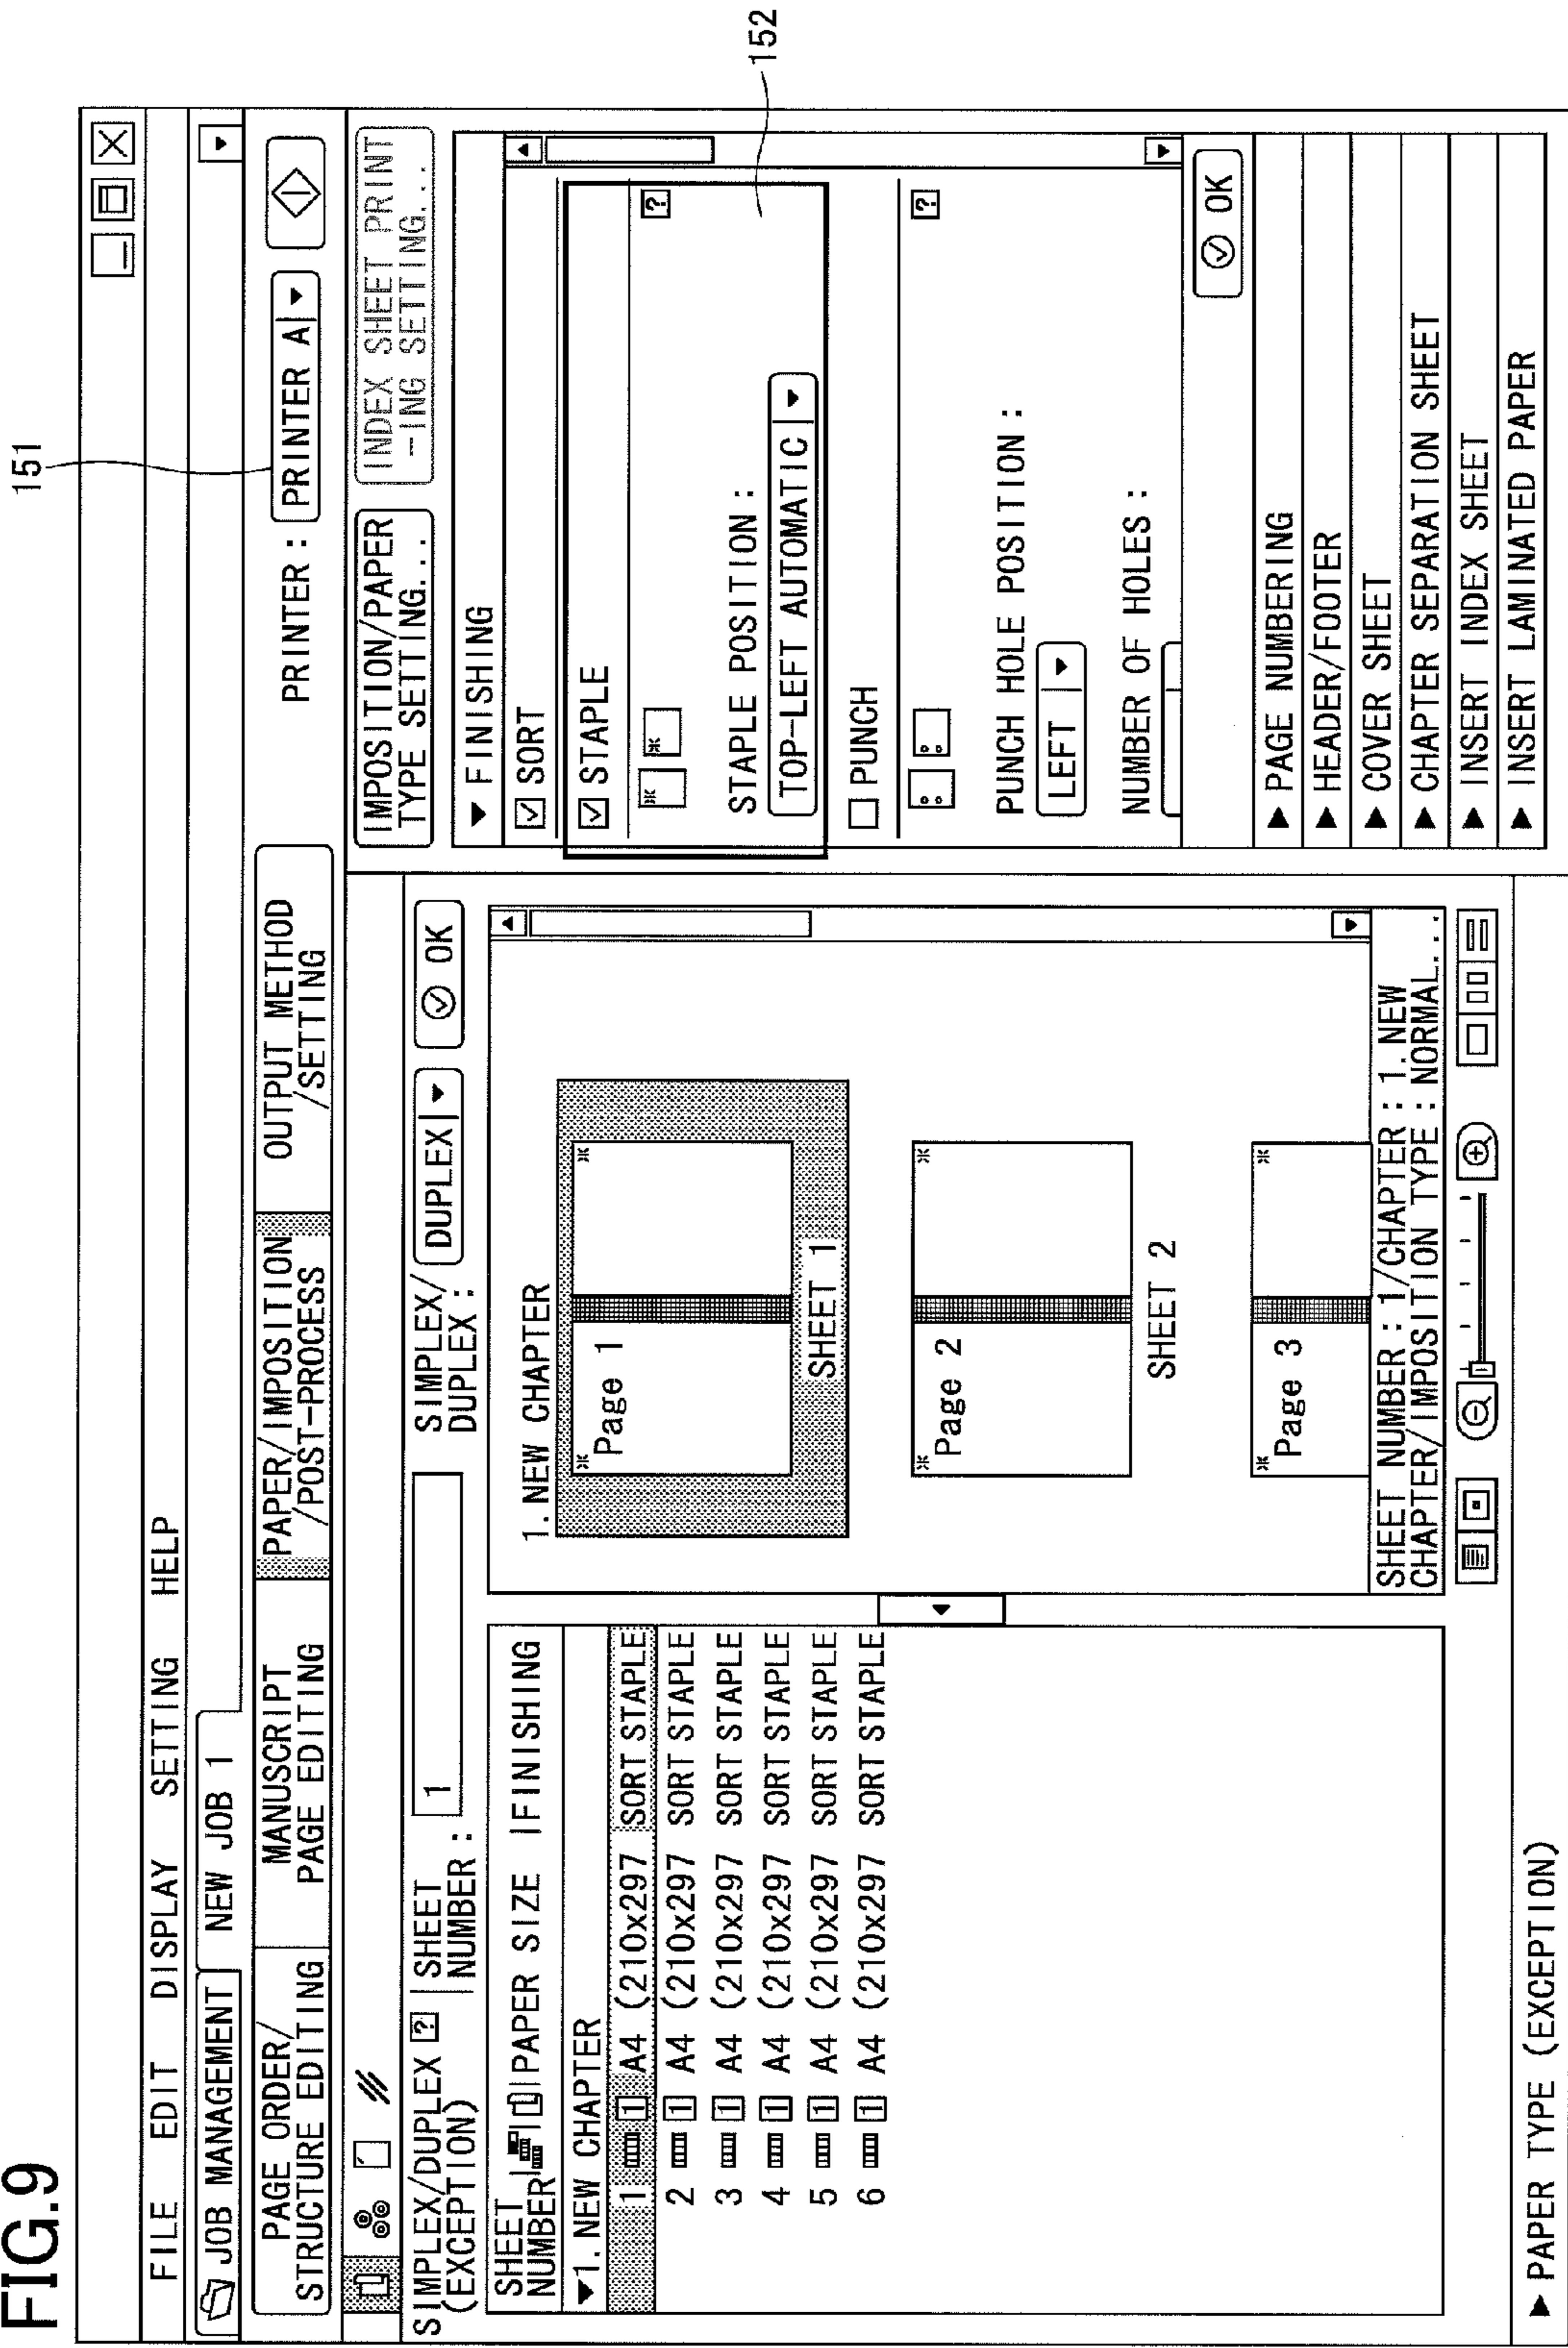 FIG.9
151
152
FILE EDIT DISPLAY SETTING HELP
JOB MANAGEMENT
NEW JOB 1
PAGE ORDER/
STRUCTURE EDITING
MANUSCRIPT
PAGE EDITING
PAPER/IMPOSITION
/POST-PROCESS
OUTPUT METHOD
/SETTING
PRINTER : PRINTER A
SIMPLEX/DUPLEX ?
(EXCEPTION)
SHEET
NUMBER : 1
SIMPLEX/
DUPLEX :
DUPLEX
OK
SHEET
NUMBER
PAPER SIZE
FINISHING
1. NEW CHAPTER
1 1 A4 (210x297 SORT STAPLE
2 1 A4 (210x297 SORT STAPLE
3 1 A4 (210x297 SORT STAPLE
4 1 A4 (210x297 SORT STAPLE
5 1 A4 (210x297 SORT STAPLE
6 1 A4 (210x297 SORT STAPLE
1. NEW CHAPTER
Page 1
SHEET 1
Page 2
SHEET 2
Page 3
SHEET NUMBER : 1/CHAPTER : 1. NEW
CHAPTER/IMPOSITION TYPE : NORMAL...
IMPOSITION/PAPER
TYPE SETTING...
INDEX SHEET PRINT
-ING SETTING...
FINISHING
SORT
STAPLE
?
STAPLE POSITION :
TOP-LEFT AUTOMATIC
PUNCH
?
PUNCH HOLE POSITION :
LEFT
NUMBER OF HOLES :
OK
PAGE NUMBERING
HEADER/FOOTER
COVER SHEET
CHAPTER SEPARATION SHEET
INSERT INDEX SHEET
INSERT LAMINATED PAPER
PAPER TYPE (EXCEPTION)